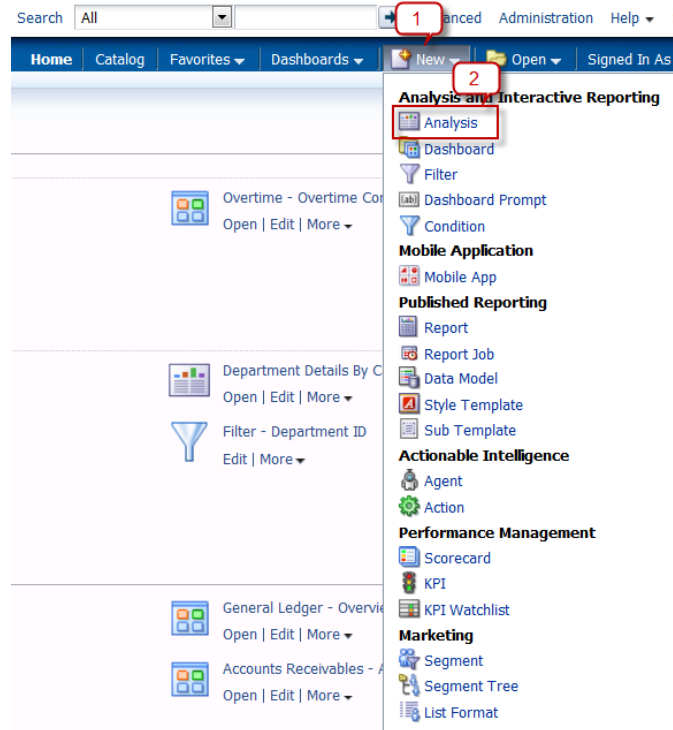 Search All 1 anced Administration Help
Home Catalog Favorites Dashboards New Open Signed In As
2
Analysis and Interactive Reporting
Analysis
Dashboard
Filter
Dashboard Prompt
Condition
Mobile Application
Mobile App
Published Reporting
Report
Report Job
Data Model
Style Template
Sub Template
Actionable Intelligence
Agent
Action
Performance Management
Scorecard
KPI
KPI Watchlist
Marketing
Segment
Segment Tree
List Format
Overtime - Overtime Con
Open | Edit | More
Department Details By C
Open | Edit | More
Filter - Department ID
Edit | More
General Ledger - Overvie
Open | Edit | More
Accounts Receivables - A
Open | Edit | More